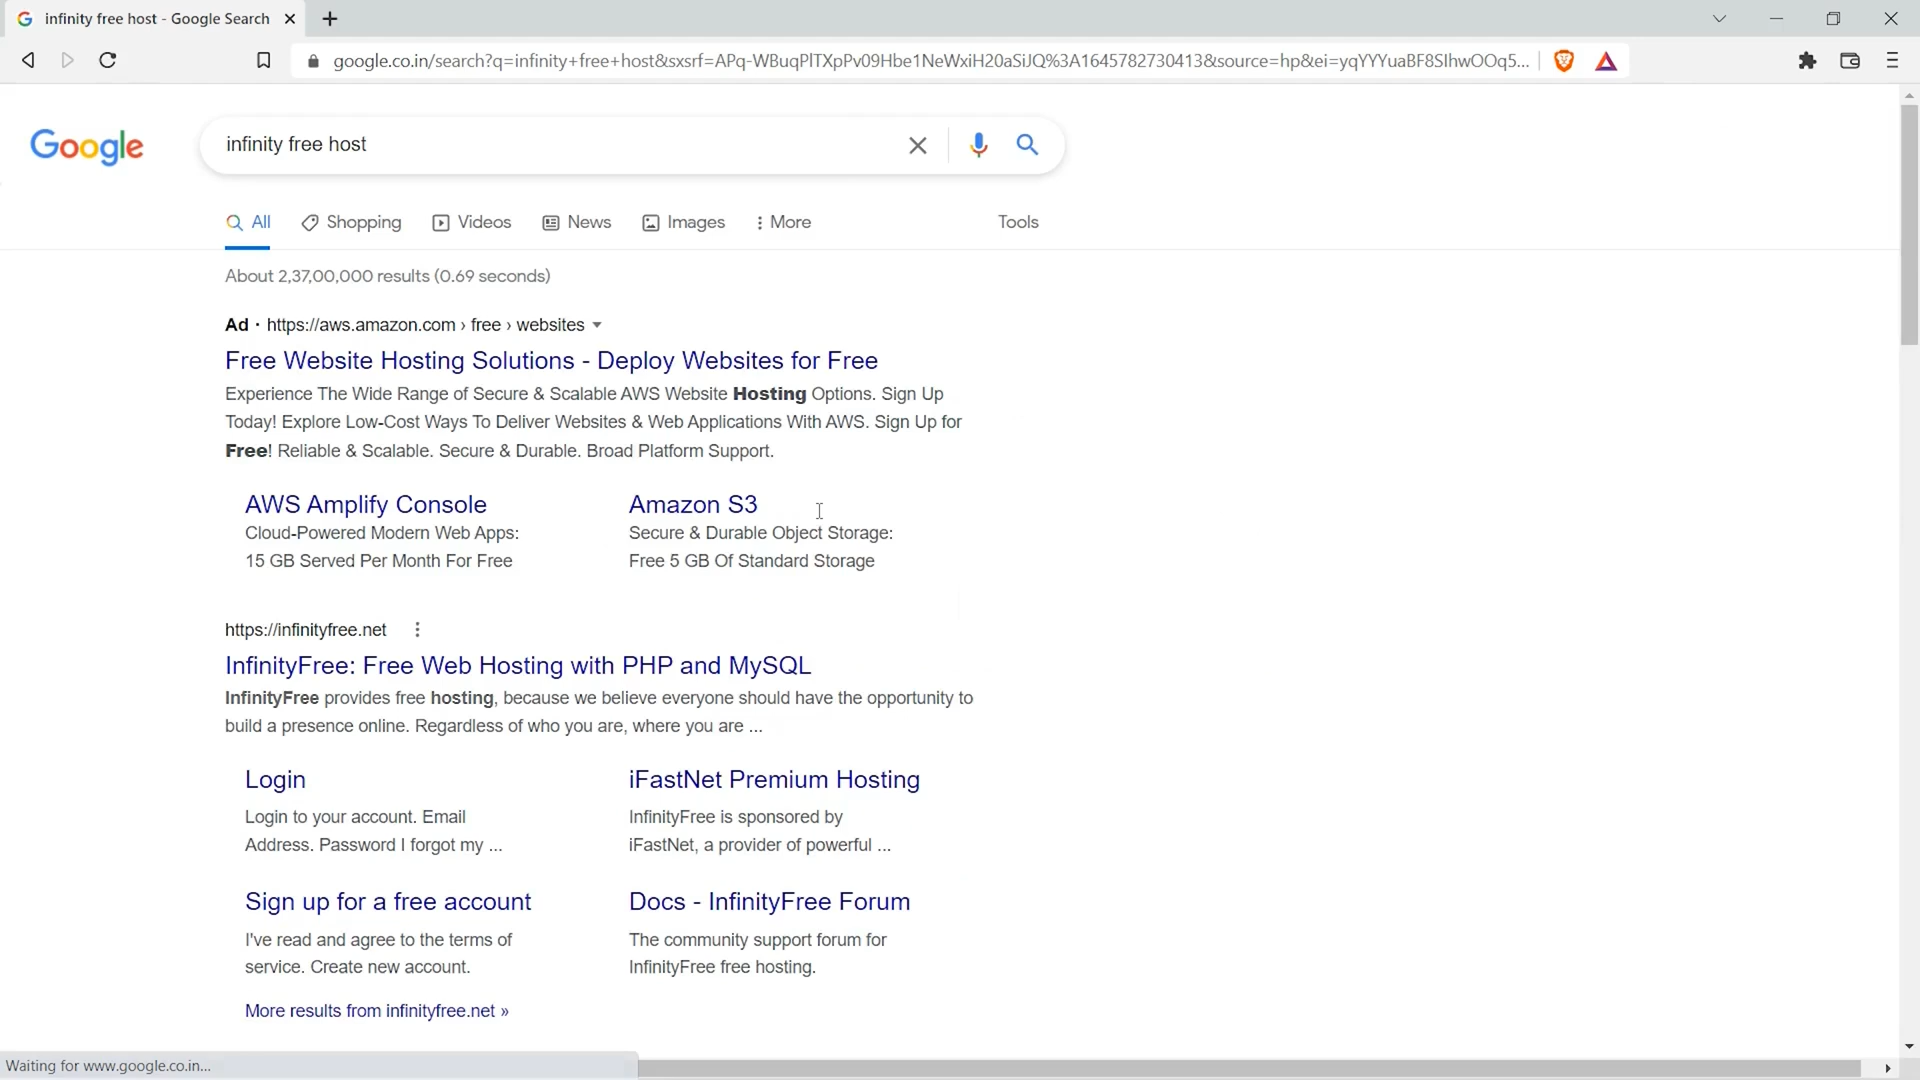 infinity free host - Google Search
google.co.in/search?q=infinity+free+host&sxsrf=APq-WBuqPlTXpPv09Hbe1NeWxiH20aSiJQ%3A1645782730413&source=hp&ei=yqYYYuaBF8SIhwOOq5...
Google
infinity free host
All Shopping Videos News Images More Tools
About 2,37,00,000 results (0.69 seconds)
Ad · https://aws.amazon.com › free › websites
Free Website Hosting Solutions - Deploy Websites for Free
Experience The Wide Range of Secure & Scalable AWS Website Hosting Options. Sign Up
Today! Explore Low-Cost Ways To Deliver Websites & Web Applications With AWS. Sign Up for
Free! Reliable & Scalable. Secure & Durable. Broad Platform Support.
AWS Amplify Console
Cloud-Powered Modern Web Apps:
15 GB Served Per Month For Free
Amazon S3
Secure & Durable Object Storage:
Free 5 GB Of Standard Storage
https://infinityfree.net
InfinityFree: Free Web Hosting with PHP and MySQL
InfinityFree provides free hosting, because we believe everyone should have the opportunity to
build a presence online. Regardless of who you are, where you are ...
Login
Login to your account. Email
Address. Password I forgot my ...
iFastNet Premium Hosting
InfinityFree is sponsored by
iFastNet, a provider of powerful ...
Sign up for a free account
I've read and agree to the terms of
service. Create new account.
Docs - InfinityFree Forum
The community support forum for
InfinityFree free hosting.
More results from infinityfree.net »
Waiting for www.google.co.in...